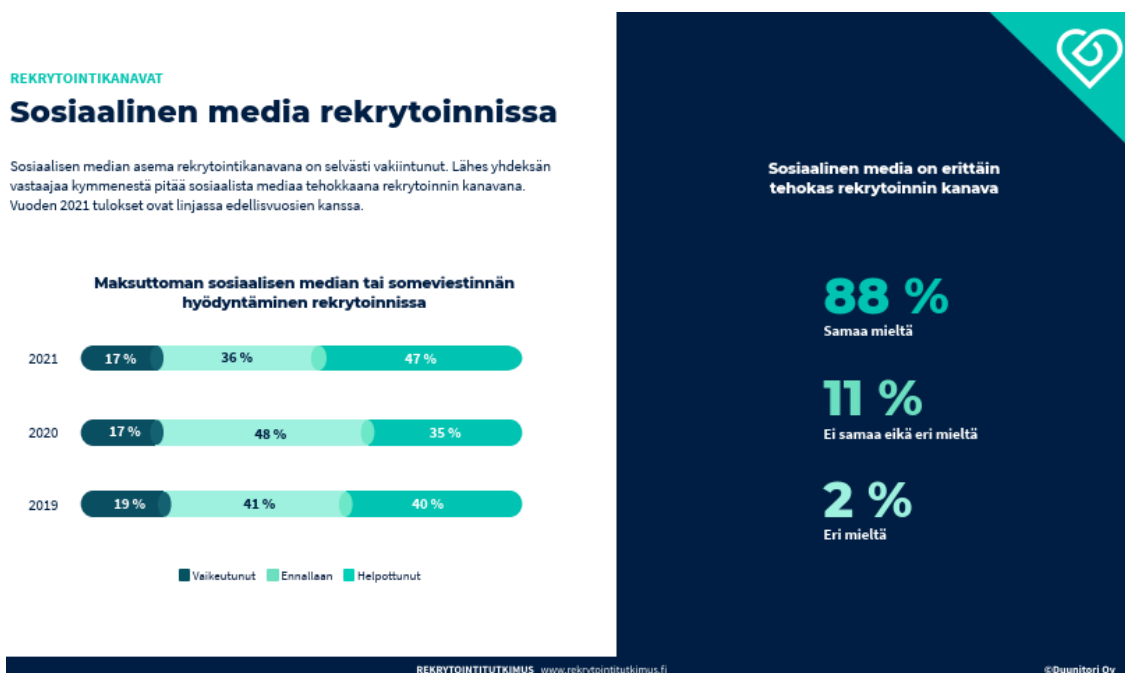 REKRYTOINTIKANAVAT
Sosiaalinen media rekrytoinnissa
Sosiaalisen median asema rekrytointikanavana on selvästi vakiintunut. Lähes yhdeksän
vastaajaa kymmenestä pitää sosiaalista mediaa tehokkaana rekrytoinnin kanavana.
Vuoden 2021 tulokset ovat linjassa edellisvuosien kanssa.
Maksuttoman sosiaalisen median tai someviestinnän
hyödyntäminen rekrytoinnissa
2021 17 % 36 % 47 %
2020 17 % 48 % 35 %
2019 19 % 41 % 40 %
Vaikeutunut Ennallaan Helpottunut
Sosiaalinen media on erittäin
tehokas rekrytoinnin kanava
88 %
Samaa mieltä
11 %
Ei samaa eikä eri mieltä
2 %
Eri mieltä
REKRYTOINTITUTKIMUS www.rekrytointitutkimus.fi
©Duunitori Oy